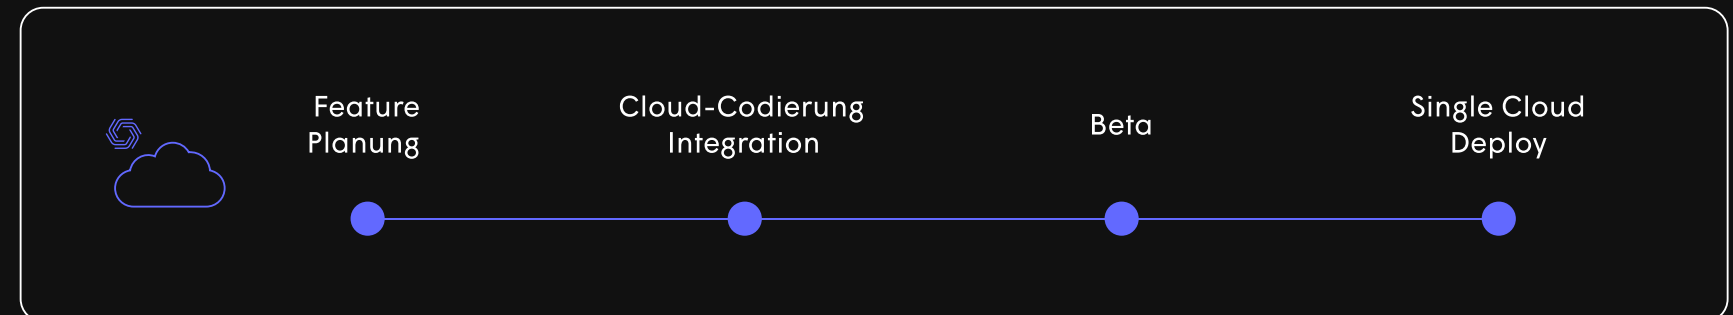 Feature
Planung
Cloud-Codierung
Integration
Beta
Single Cloud
Deploy